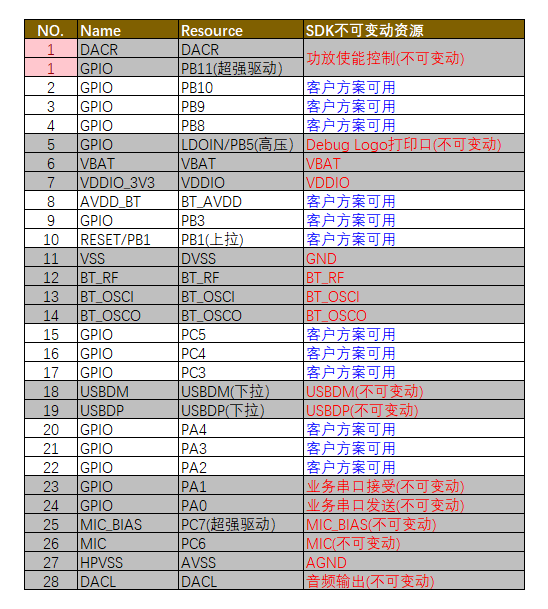 NO. Name Resource SDK不可变动资源
1 DACR DACR 功放使能控制(不可变动)
1 GPIO PB11(超强驱动)
2 GPIO PB10 客户方案可用
3 GPIO PB9 客户方案可用
4 GPIO PB8 客户方案可用
5 GPIO LDOIN/PB5(高压) Debug Logo打印口(不可变动)
6 VBAT VBAT VBAT
7 VDDIO_3V3 VDDIO VDDIO
8 AVDD_BT BT_AVDD 客户方案可用
9 GPIO PB3 客户方案可用
10 RESET/PB1 PB1(上拉) 客户方案可用
11 VSS DVSS GND
12 BT_RF BT_RF BT_RF
13 BT_OSCI BT_OSCI BT_OSCI
14 BT_OSCO BT_OSCO BT_OSCO
15 GPIO PC5 客户方案可用
16 GPIO PC4 客户方案可用
17 GPIO PC3 客户方案可用
18 USBDM USBDM(下拉) USBDM(不可变动)
19 USBDP USBDP(下拉) USBDP(不可变动)
20 GPIO PA4 客户方案可用
21 GPIO PA3 客户方案可用
22 GPIO PA2 客户方案可用
23 GPIO PA1 业务串口接受(不可变动)
24 GPIO PA0 业务串口发送(不可变动)
25 MIC_BIAS PC7(超强驱动) MIC_BIAS(不可变动)
26 MIC PC6 MIC(不可变动)
27 HPVSS AVSS AGND
28 DACL DACL 音频输出(不可变动)